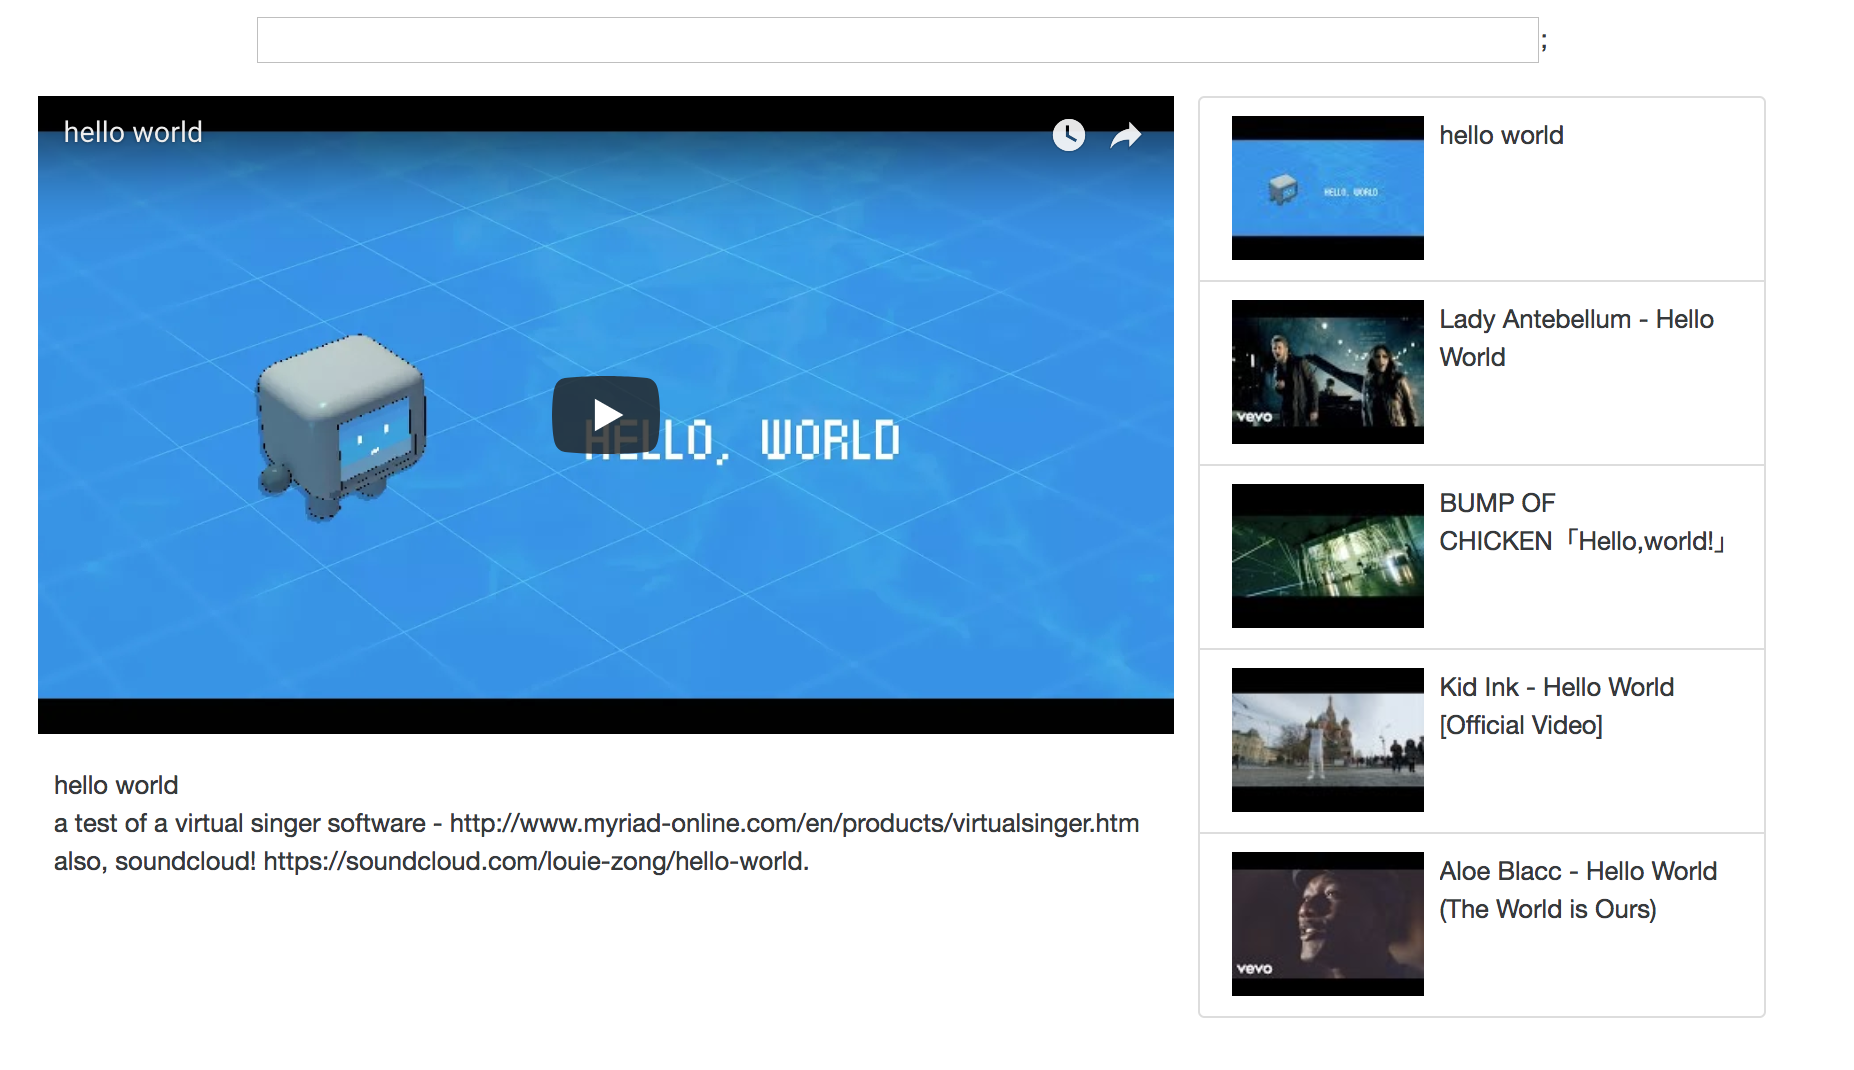 ;
hello world
HELLO, WORLD
hello world
a test of a virtual singer software - http://www.myriad-online.com/en/products/virtualsinger.htm
also, soundcloud! https://soundcloud.com/louie-zong/hello-world.
hello world
HELLO, WORLD
Lady Antebellum - Hello
World
vevo
BUMP OF
CHICKEN「Hello,world!」
Kid Ink - Hello World
[Official Video]
Aloe Blacc - Hello World
(The World is Ours)
vevo